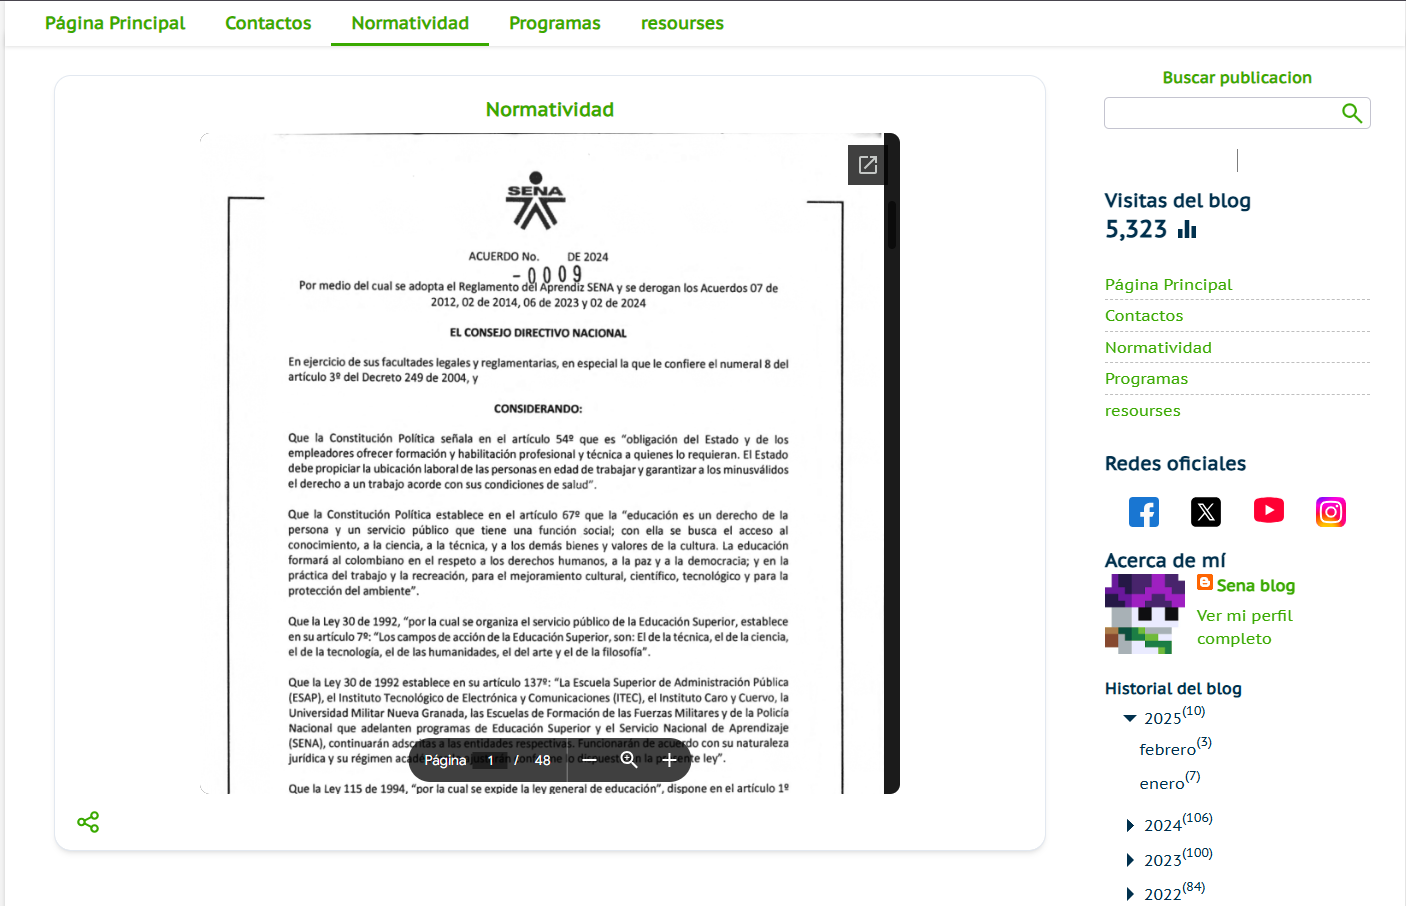 Página Principal
Contactos
Normatividad
Programas
resourses
Normatividad
SENA
ACUERDO No. DE 2024
- 0009
Por medio del cual se adopta el Reglamento del Aprendiz SENA y se derogan los Acuerdos 07 de
2012, 02 de 2014, 06 de 2023 y 02 de 2024
EL CONSEJO DIRECTIVO NACIONAL
En ejercicio de sus facultades legales y reglamentarias, en especial la que le confiere el numeral 8 del
artículo 3º del Decreto 249 de 2004, y
CONSIDERANDO:
Que la Constitución Política señala en el artículo 54º que es “obligación del Estado y de los
empleadores ofrecer formación y habilitación profesional y técnica a quienes lo requieran. El Estado
debe propiciar la ubicación laboral de las personas en edad de trabajar y garantizar a los minusválidos
el derecho a un trabajo acorde con sus condiciones de salud”.
Que la Constitución Política establece en el artículo 67º que la “educación es un derecho de la
persona y un servicio público que tiene una función social; con ella se busca el acceso al
conocimiento, a la ciencia, a la técnica, y a los demás bienes y valores de la cultura. La educación
formará al colombiano en el respeto a los derechos humanos, a la paz y a la democracia; y en la
práctica del trabajo y la recreación, para el mejoramiento cultural, científico, tecnológico y para la
protección del ambiente”.
Que la Ley 30 de 1992, “por la cual se organiza el servicio público de la Educación Superior, establece
en su artículo 7º: “Los campos de acción de la Educación Superior, son: El de la técnica, el de la ciencia,
el de la tecnología, el de las humanidades, el del arte y el de la filosofía”.
Que la Ley 30 de 1992 establece en su artículo 137º: “La Escuela Superior de Administración Pública
(ESAP), el Instituto Tecnológico de Electrónica y Comunicaciones (ITEC), el Instituto Caro y Cuervo, la
Universidad Militar Nueva Granada, las Escuelas de Formación de las Fuerzas Militares y de la Policía
Nacional que adelanten programas de Educación Superior y el Servicio Nacional de Aprendizaje
(SENA), continuarán adscritas a las entidades respectivas. Funcionarán de acuerdo con su naturaleza
jurídica y su régimen ley”.
Página 1 / 48
Que la Ley 115 de 1994, “por la cual se expide la ley general de educación”, dispone en el artículo 1º
Buscar publicacion
Visitas del blog
5,323
Página Principal
Contactos
Normatividad
Programas
resourses
Redes oficiales
Acerca de mí
Sena blog
Ver mi perfil
completo
Historial del blog
2025(10)
febrero(3)
enero(7)
2024(106)
2023(100)
2022(84)